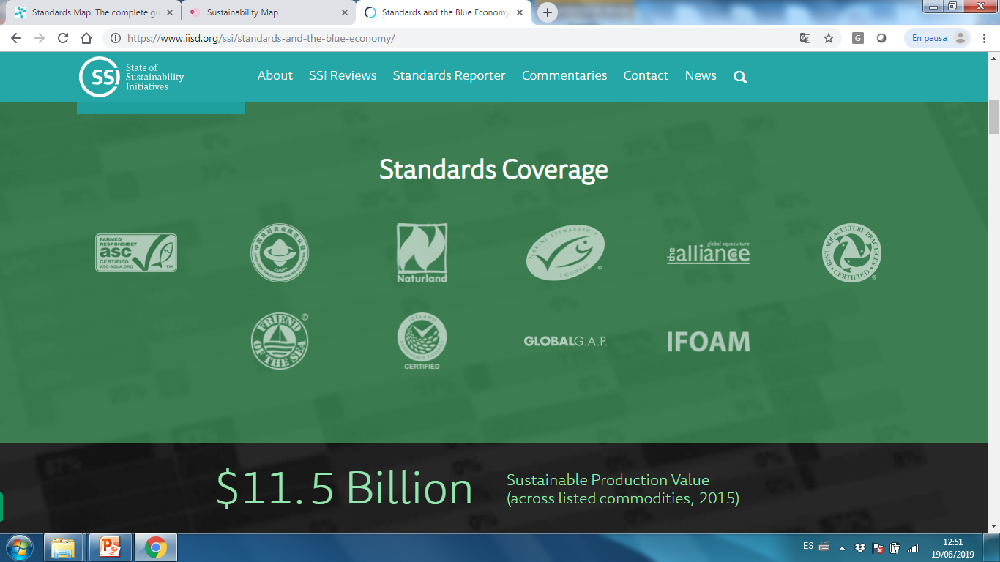 Standards Map: The complete gu
Sustainability Map
Standards and the Blue Economy
https://www.iisd.org/ssi/standards-and-the-blue-economy/
G
En pausa
SSI
State of
Sustainability
Initiatives
About
SSI Reviews
Standards Reporter
Commentaries
Contact
News
Standards Coverage
FARMED
RESPONSIBLY
asc
CERTIFIED
ASC-AQUA.ORG
TM
GAP
Naturland
MARINE STEWARDSHIP
COUNCIL
®
global aquaculture
the alliance
BEST AQUACULTURE PRACTICES
CERTIFIED
®
FRIEND
OF THE SEA
©
ICELAND
RESPONSIBLE FISHERIES
CERTIFIED
GLOBALG.A.P.
IFOAM
$11.5 Billion
Sustainable Production Value
(across listed commodities, 2015)
ES
12:51
19/06/2019